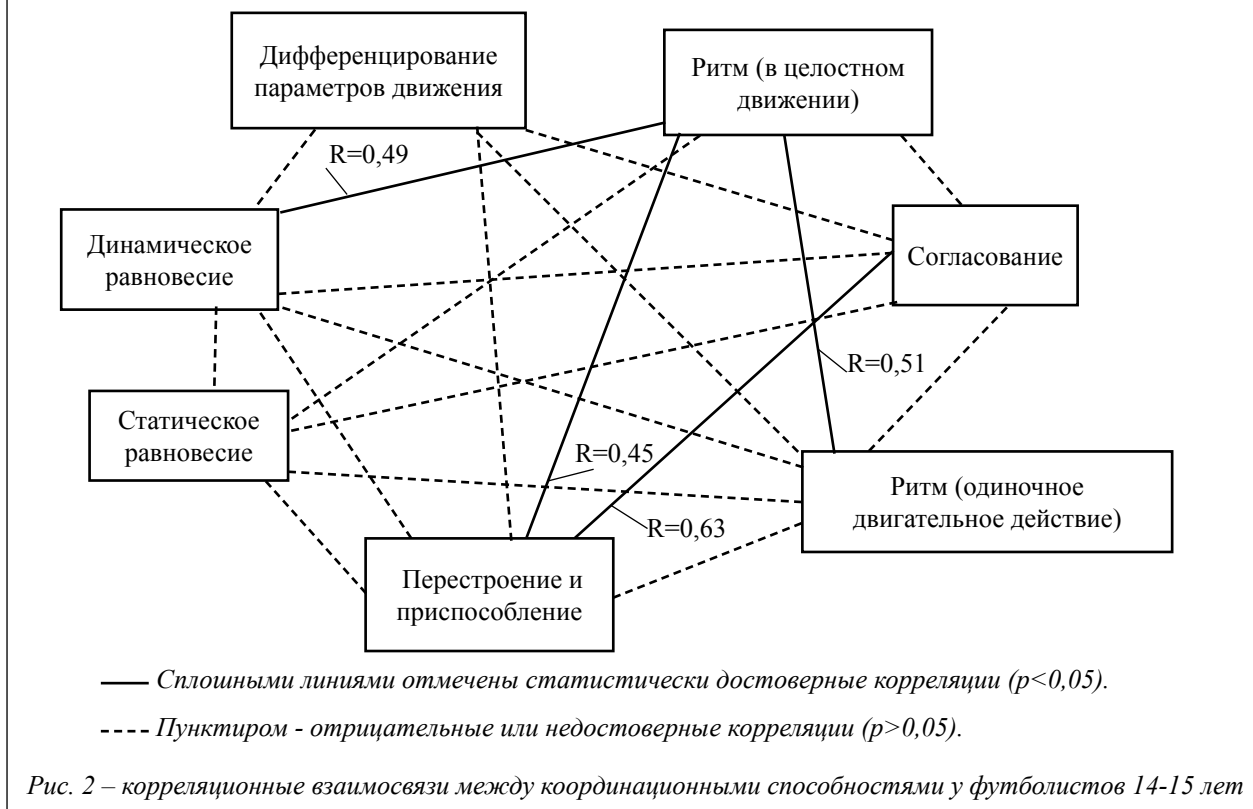 Дифференцирование
параметров движения
Ритм (в целостном
движении)
R=0,49
Динамическое
равновесие
Согласование
R=0,51
Статическое
равновесие
R=0,45
Ритм (одиночное
двигательное действие)
R=0,63
Перестроение и
приспособление
Сплошными линиями отмечены статистически достоверные корреляции (p<0,05).
Пунктиром - отрицательные или недостоверные корреляции (p>0,05).
Рис. 2 – корреляционные взаимосвязи между координационными способностями у футболистов 14-15 лет